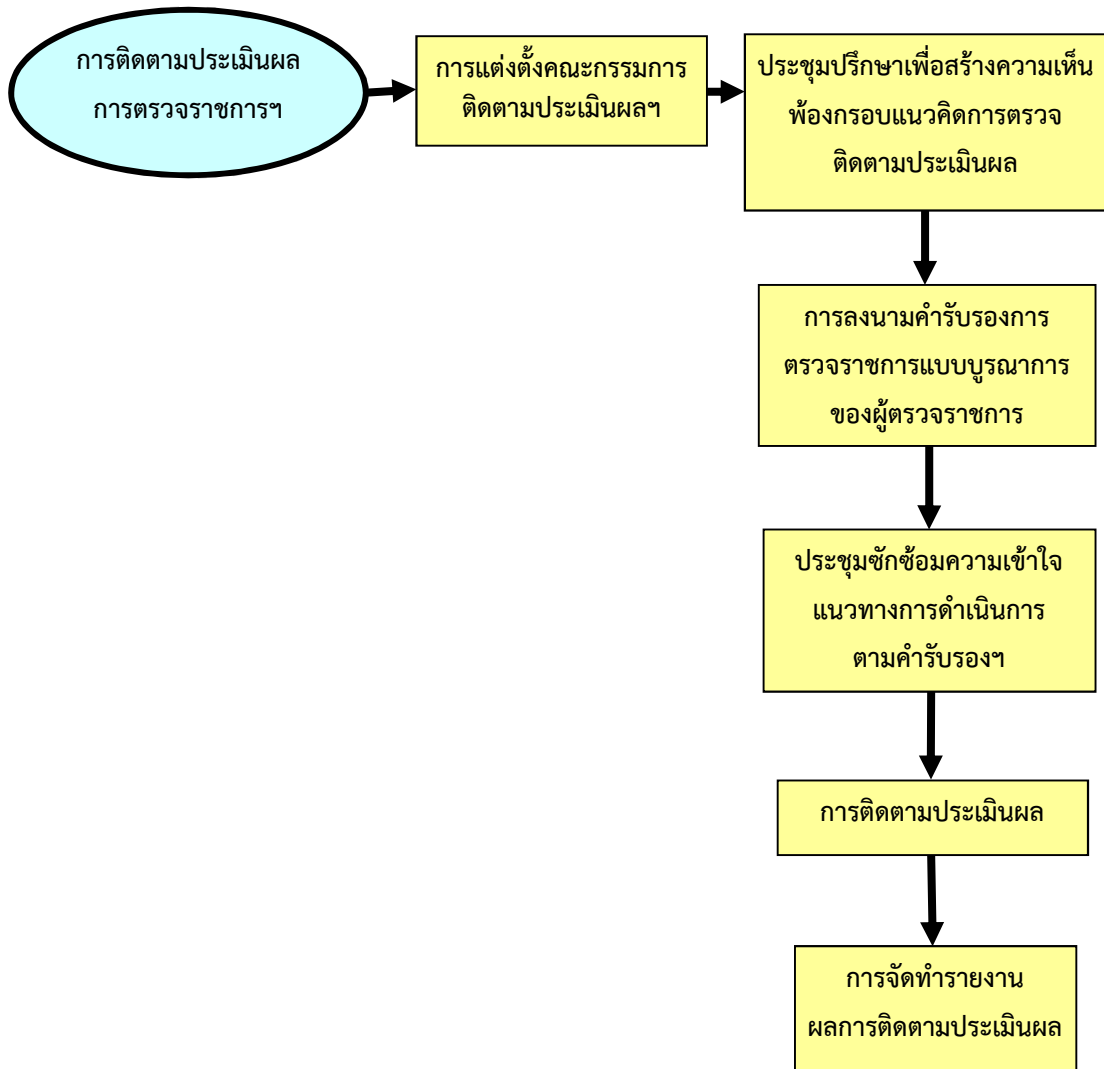 การติดตามประเมินผล
การตรวจราชการฯ
การแต่งตั้งคณะกรรมการ
ติดตามประเมินผลฯ
ประชุมปรึกษาเพื่อสร้างความเห็น
พ้องกรอบแนวคิดการตรวจ
ติดตามประเมินผล
การลงนามคำรับรองการ
ตรวจราชการแบบบูรณาการ
ของผู้ตรวจราชการ
ประชุมซักซ้อมความเข้าใจ
แนวทางการดำเนินการ
ตามคำรับรองฯ
การติดตามประเมินผล
การจัดทำรายงาน
ผลการติดตามประเมินผล